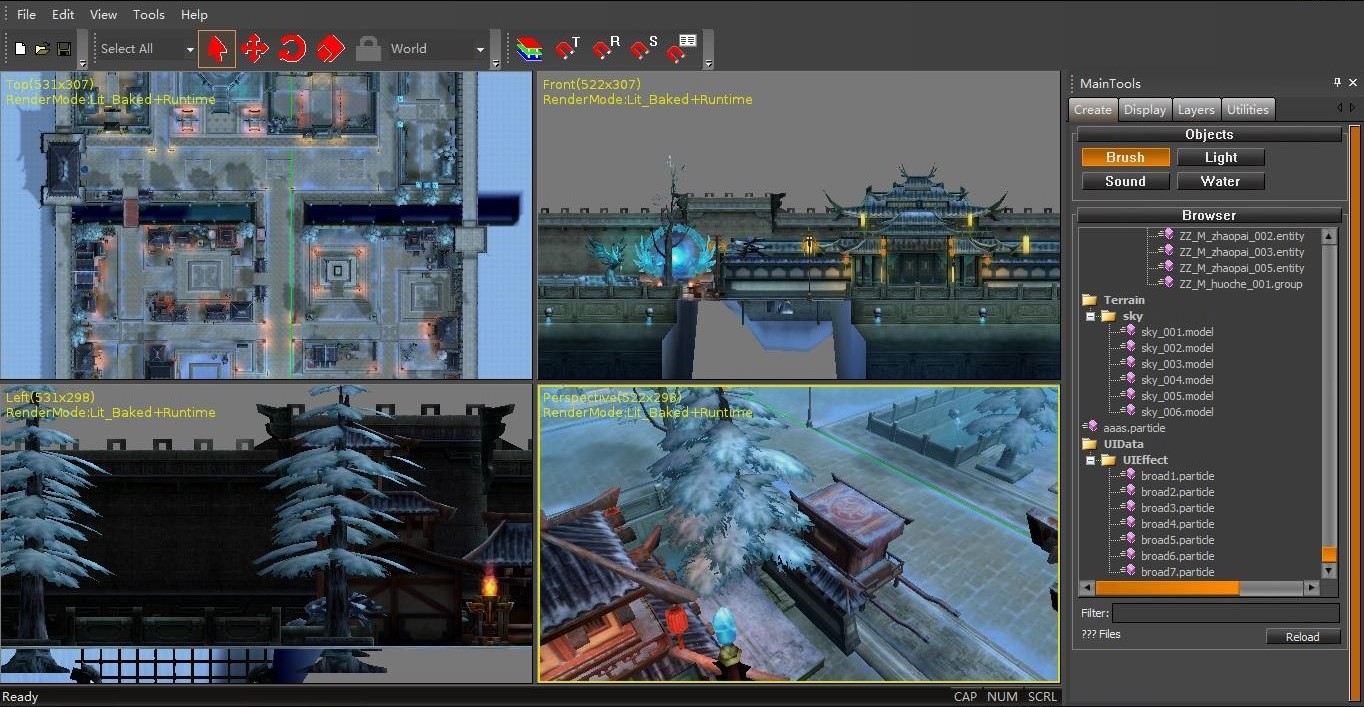 File Edit View Tools Help
Select All
World
T
R
S
Top(531x307)
RenderMode:Lit_Baked+Runtime
Front(522x307)
RenderMode:Lit_Baked+Runtime
Left(531x298)
RenderMode:Lit_Baked+Runtime
Perspective(522x298)
RenderMode:Lit_Baked+Runtime
MainTools
Create Display Layers Utilities
Objects
Brush Light
Sound Water
Browser
ZZ_M_zhaopai_002.entity
ZZ_M_zhaopai_003.entity
ZZ_M_zhaopai_005.entity
ZZ_M_huoche_001.group
Terrain
sky
sky_001.model
sky_002.model
sky_003.model
sky_004.model
sky_005.model
sky_006.model
aaas.particle
UIData
UIEffect
broad1.particle
broad2.particle
broad3.particle
broad4.particle
broad5.particle
broad6.particle
broad7.particle
Filter:
??? Files
Reload
Ready
CAP NUM SCRL